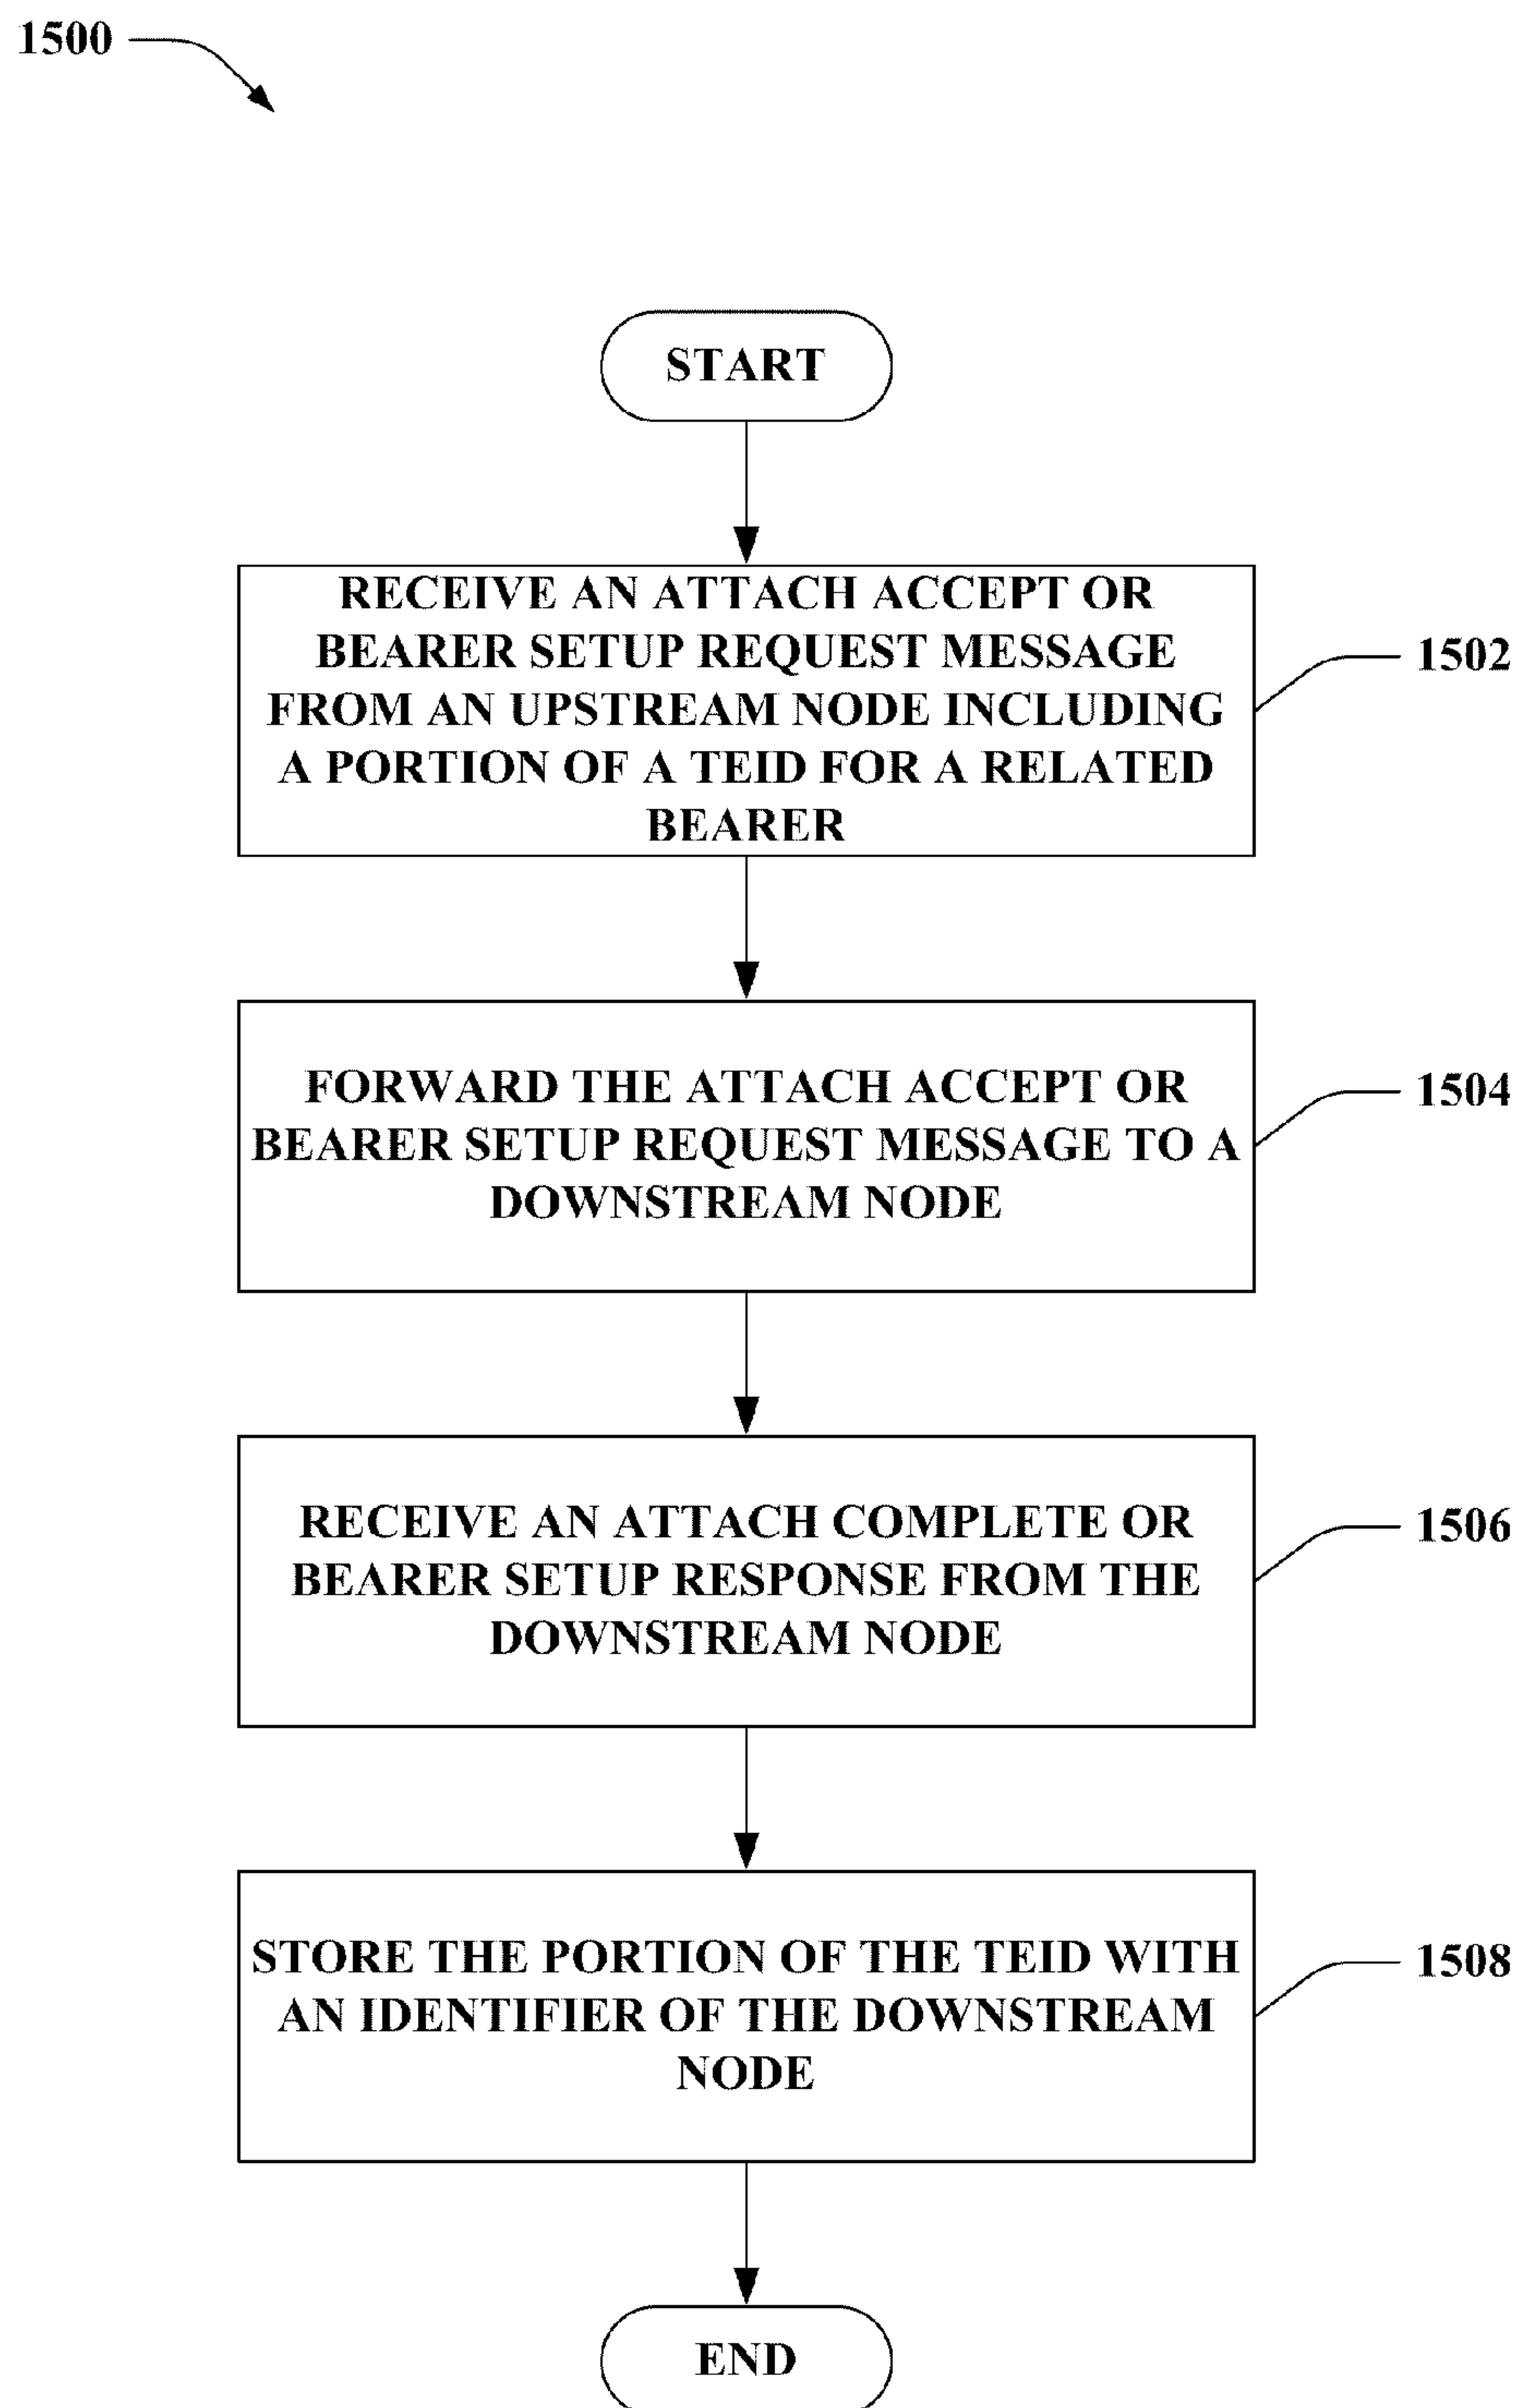 1500
START
RECEIVE AN ATTACH ACCEPT OR
BEARER SETUP REQUEST MESSAGE
FROM AN UPSTREAM NODE INCLUDING
A PORTION OF A TEID FOR A RELATED
BEARER
1502
FORWARD THE ATTACH ACCEPT OR
BEARER SETUP REQUEST MESSAGE TO A
DOWNSTREAM NODE
1504
RECEIVE AN ATTACH COMPLETE OR
BEARER SETUP RESPONSE FROM THE
DOWNSTREAM NODE
1506
STORE THE PORTION OF THE TEID WITH
AN IDENTIFIER OF THE DOWNSTREAM
NODE
1508
END